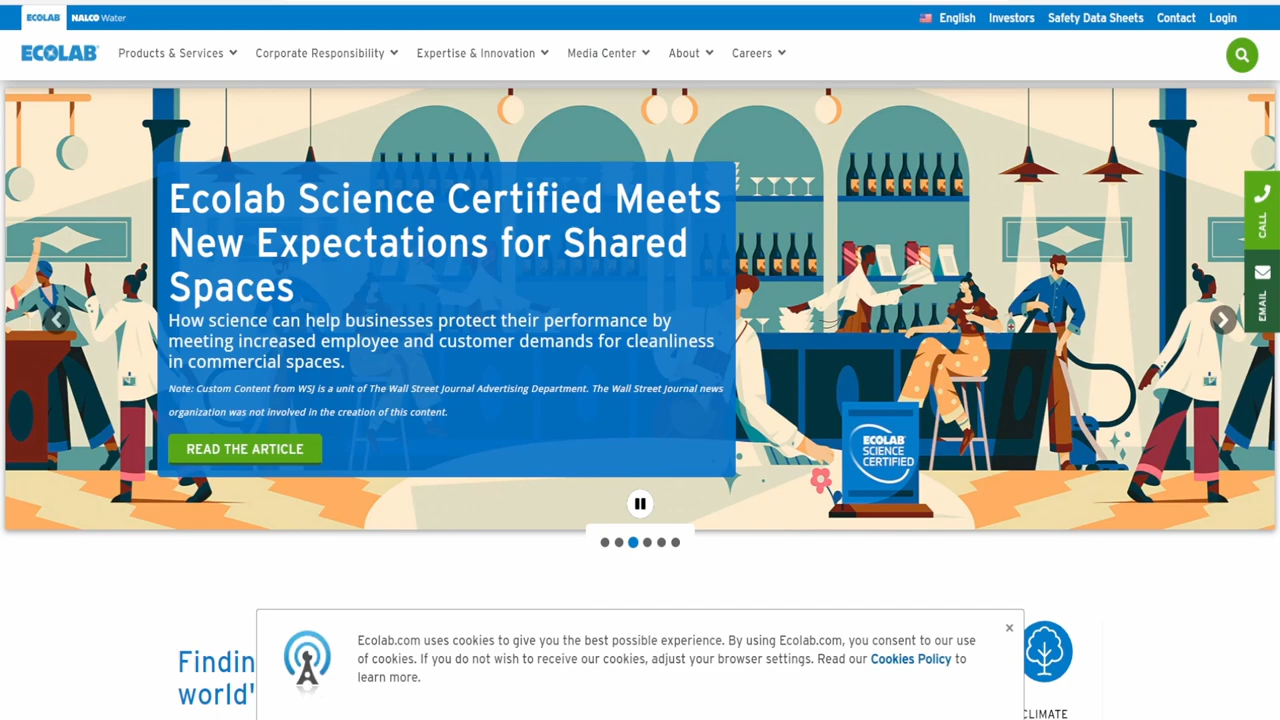 ECOLAB NALCO Water English Investors Safety Data Sheets Contact Login
ECOLAB Products & Services Corporate Responsibility Expertise & Innovation Media Center About Careers
Ecolab Science Certified Meets
New Expectations for Shared
Spaces
How science can help businesses protect their performance by
meeting increased employee and customer demands for cleanliness
in commercial spaces.
Note: Custom Content from WSJ is a unit of The Wall Street Journal Advertising Department. The Wall Street Journal news
organization was not involved in the creation of this content.
READ THE ARTICLE
ECOLAB
SCIENCE
CERTIFIED
CALL
EMAIL
Findin
world'
Ecolab.com uses cookies to give you the best possible experience. By using Ecolab.com, you consent to our use
of cookies. If you do not wish to receive our cookies, adjust your browser settings. Read our Cookies Policy to
learn more.
×
CLIMATE